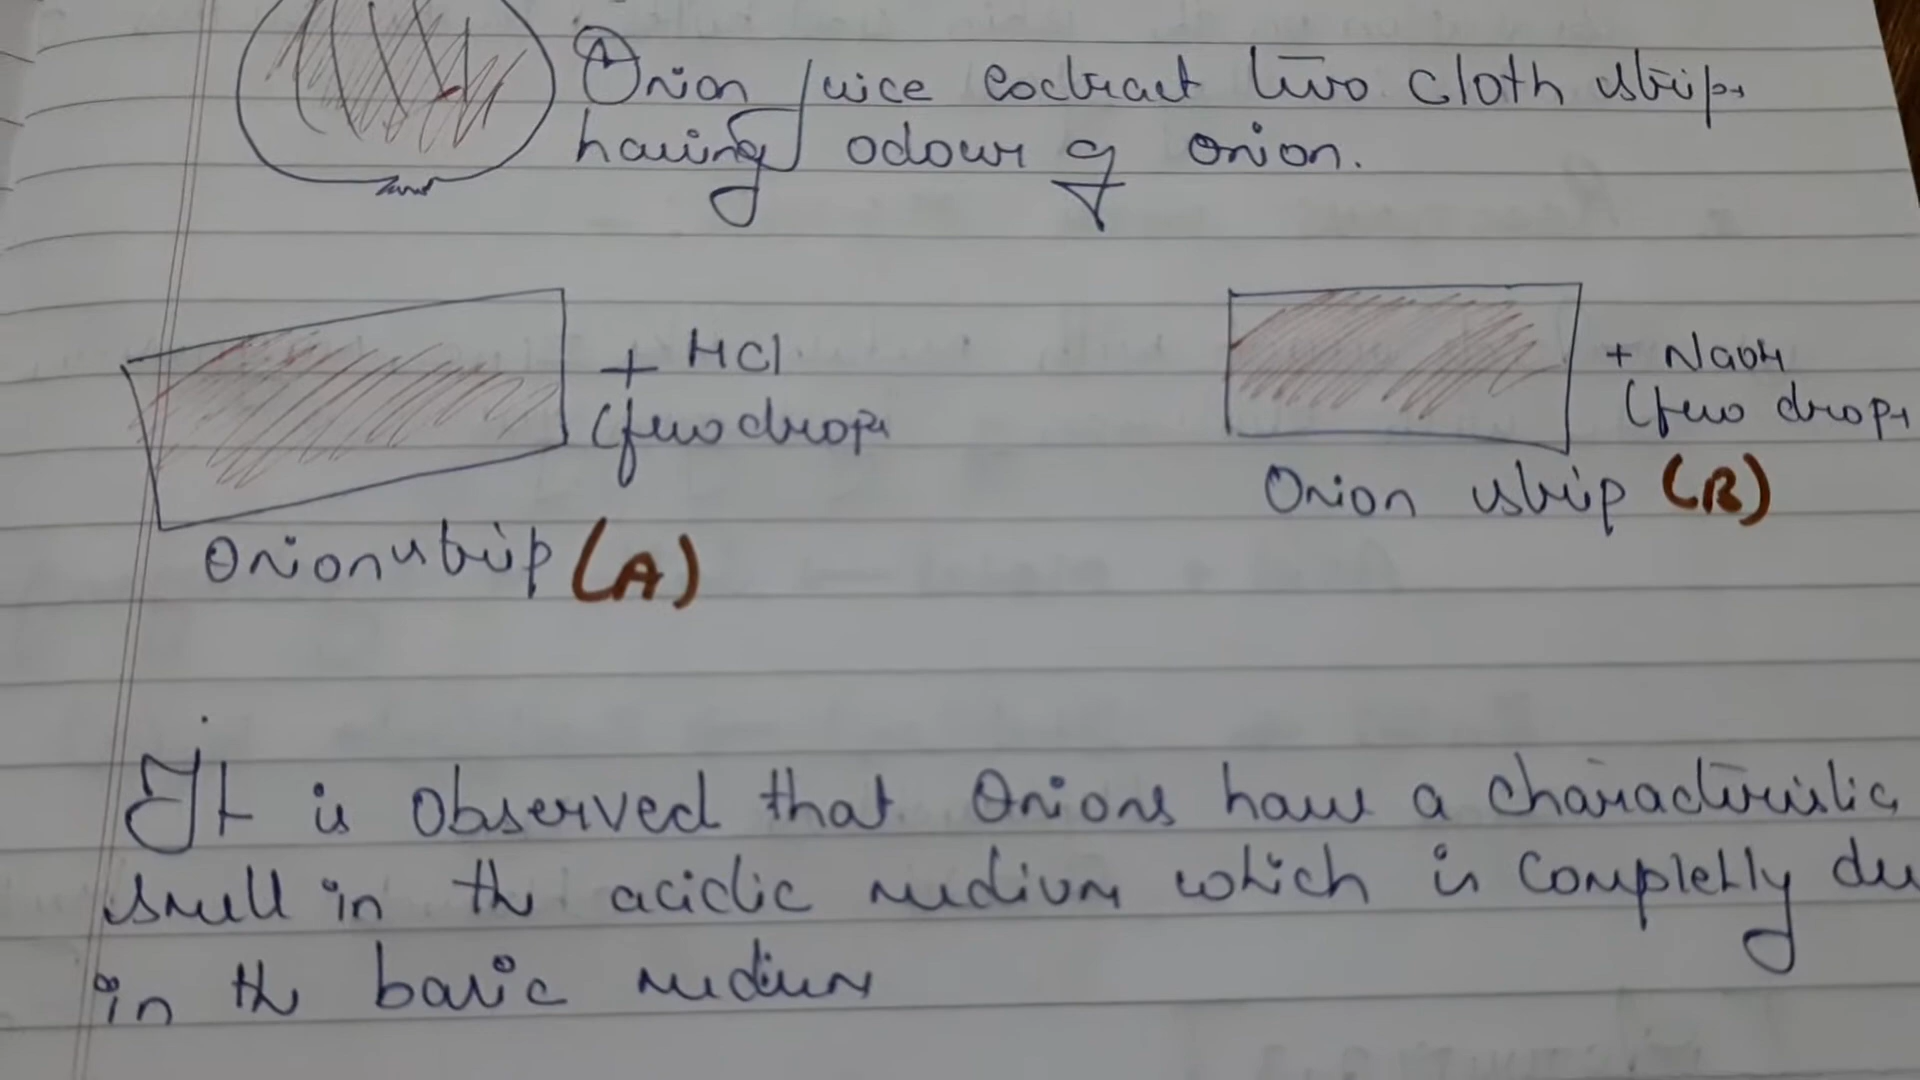 Onion juice extract two cloth strips
having odour of onion.
+ HCl
(few drops
+ NaOH
(few drops
Onion strip (B)
Onion strip (A)
It is observed that Onions have a characteristic
smell in the acidic medium which is completly
in the basic medium